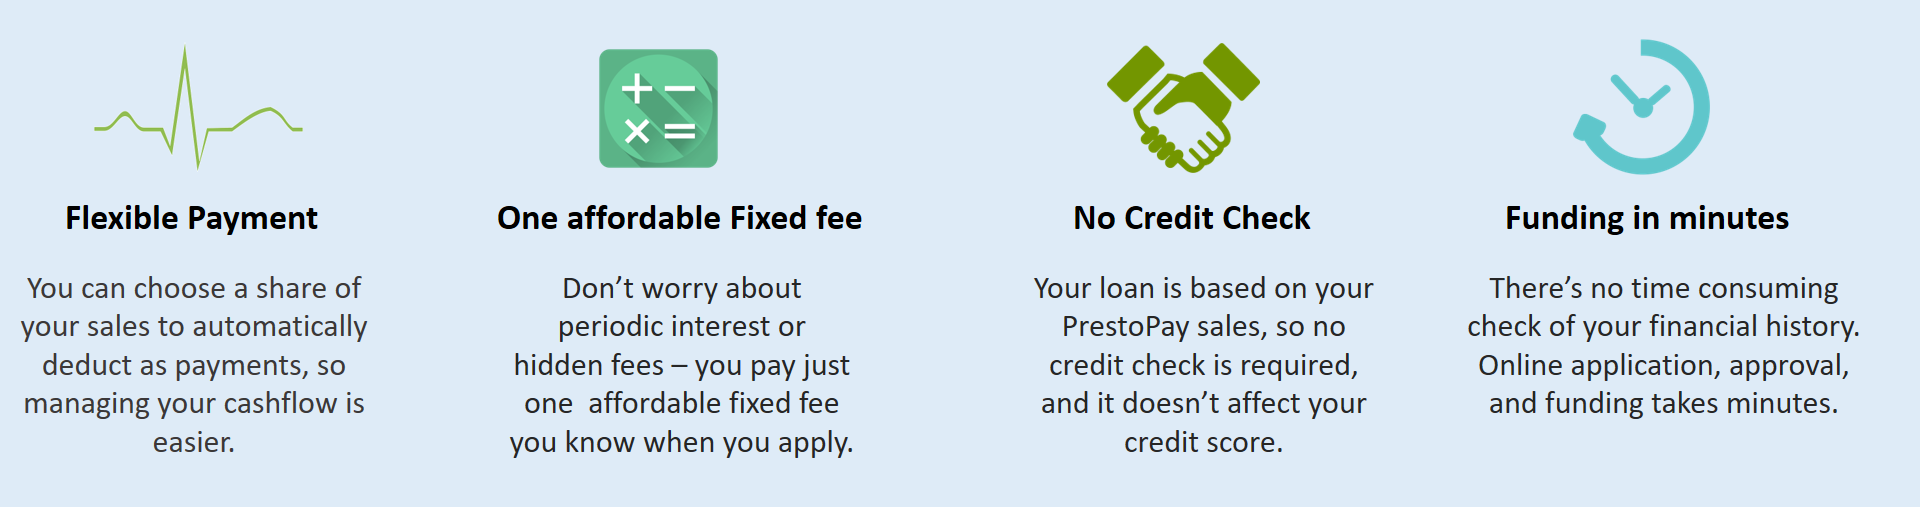 Flexible Payment
You can choose a share of
your sales to automatically
deduct as payments, so
managing your cashflow is
easier.
One affordable Fixed fee
Don’t worry about
periodic interest or
hidden fees – you pay just
one  affordable fixed fee
you know when you apply.
No Credit Check
Your loan is based on your
PrestoPay sales, so no
credit check is required,
and it doesn’t affect your
credit score.
Funding in minutes
There’s no time consuming
check of your financial history.
Online application, approval,
and funding takes minutes.